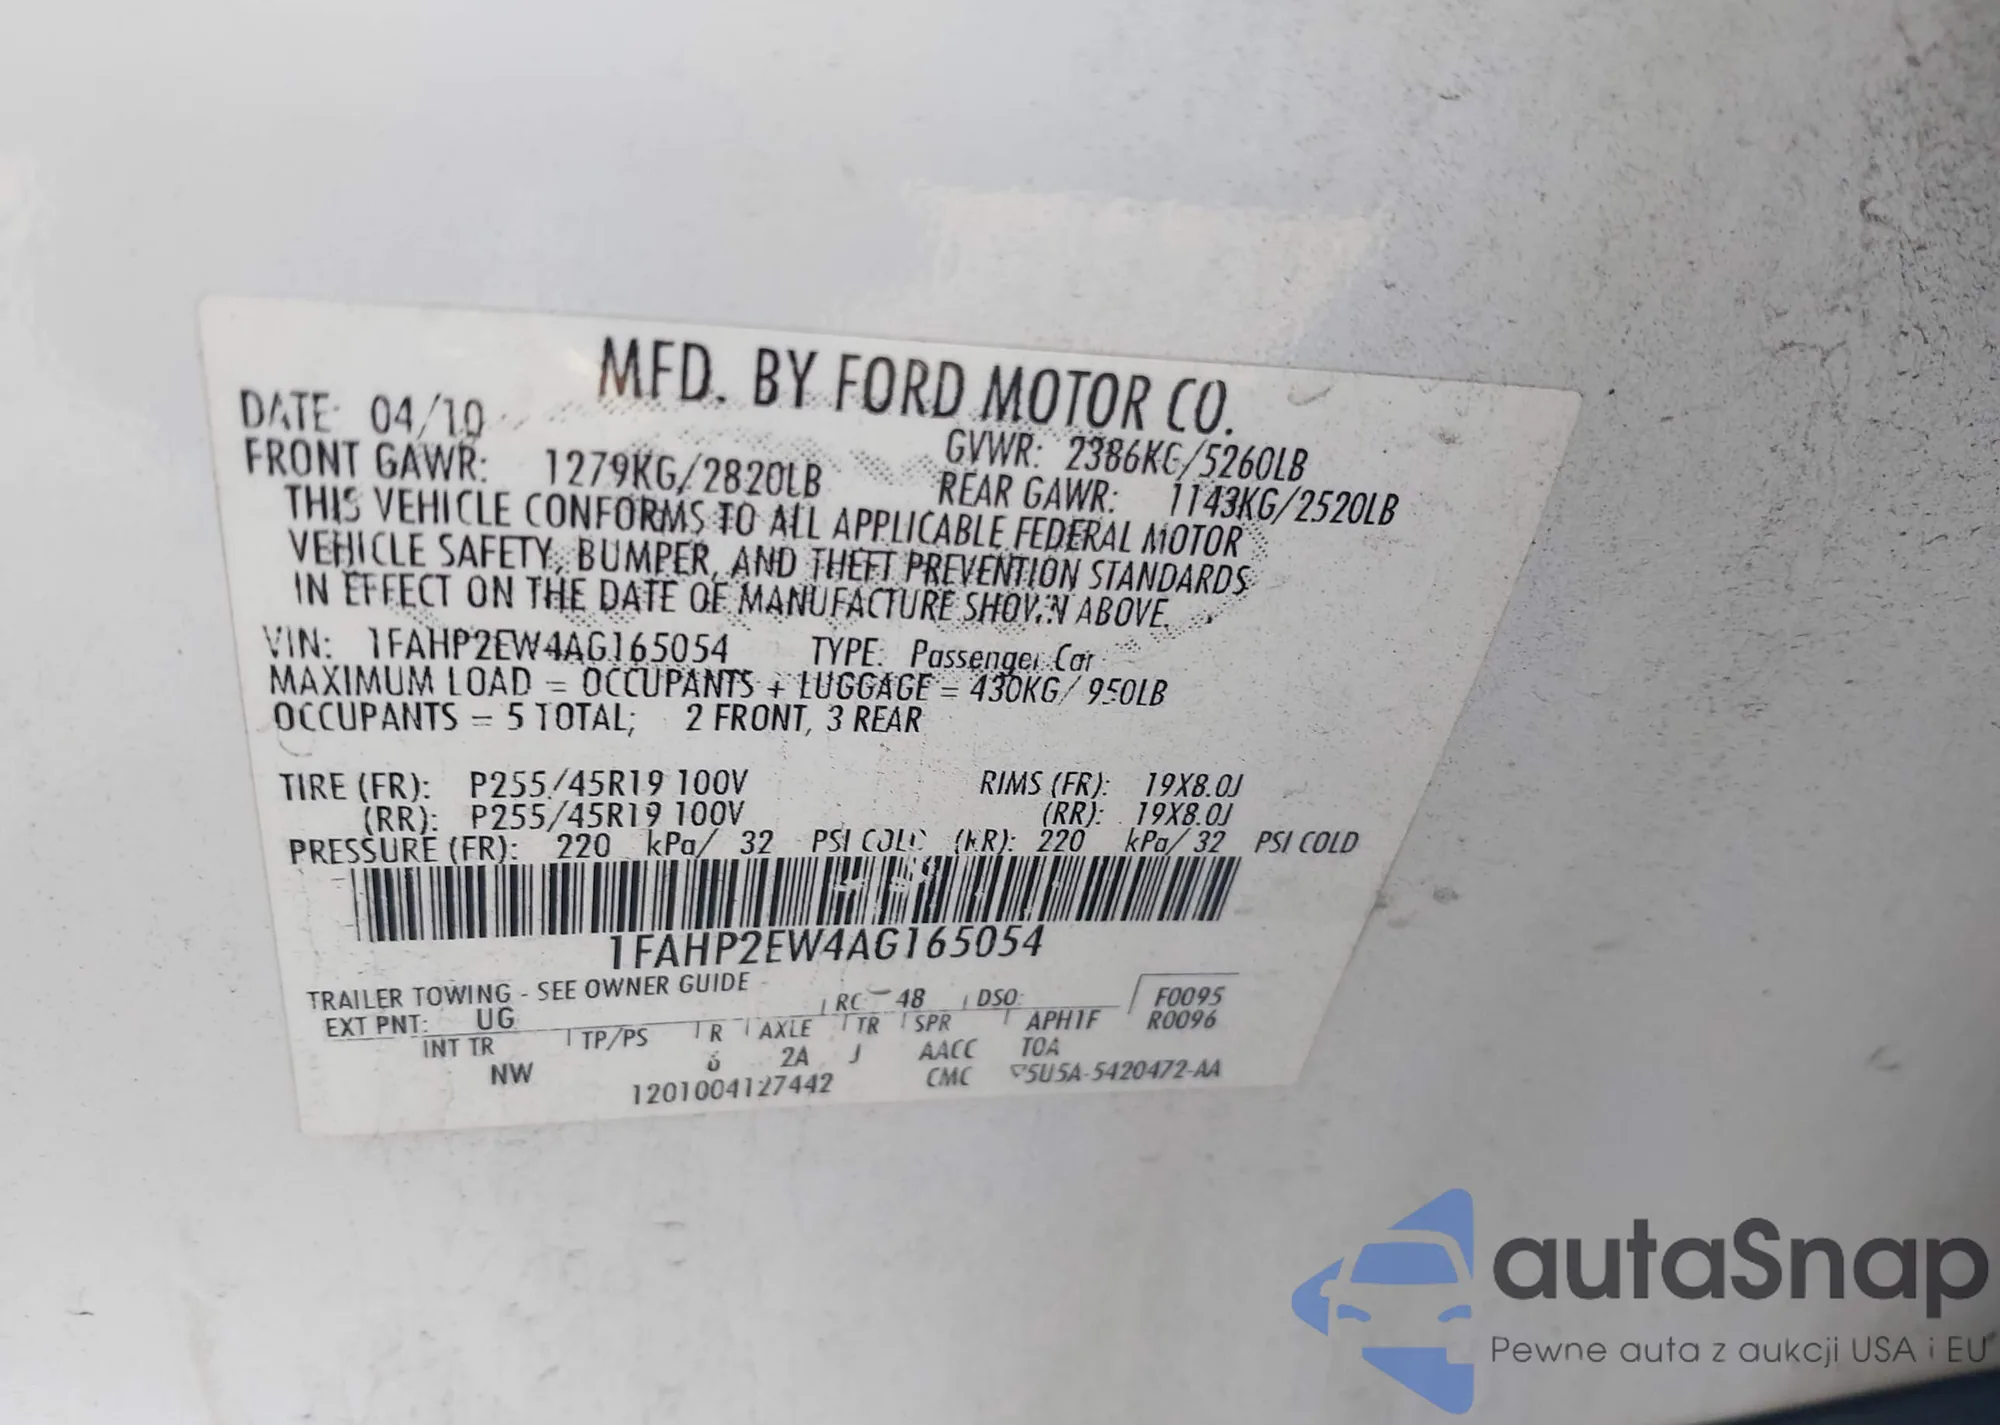 MFD. BY FORD MOTOR CO.
DATE: 04/10 GVWR: 2386KG/5260LB
FRONT GAWR: 1279KG/2820LB REAR GAWR: 1143KG/2520LB
THIS VEHICLE CONFORMS TO ALL APPLICABLE FEDERAL MOTOR
VEHICLE SAFETY, BUMPER, AND THEFT PREVENTION STANDARDS
IN EFFECT ON THE DATE OF MANUFACTURE SHOWN ABOVE.
VIN: 1FAHP2EW4AG165054 TYPE: Passenger Car
MAXIMUM LOAD = OCCUPANTS + LUGGAGE = 430KG/ 950LB
OCCUPANTS = 5 TOTAL; 2 FRONT, 3 REAR
TIRE (FR): P255/45R19 100V RIMS (FR): 19X8.0J
(RR): P255/45R19 100V (RR): 19X8.0J
PRESSURE (FR): 220 kPa/ 32 PSI COLD (RR): 220 kPa/ 32 PSI COLD
1FAHP2EW4AG165054
TRAILER TOWING - SEE OWNER GUIDE
EXT PNT: UG RC: 48 DSO: F0095
INT TR TP/PS R AXLE TR SPR APH1F R0096
NW 6 2A J AACC TOA
1201004127442 CMC 5U5A-5420472-AA
autaSnap
Pewne auta z aukcji USA i EU